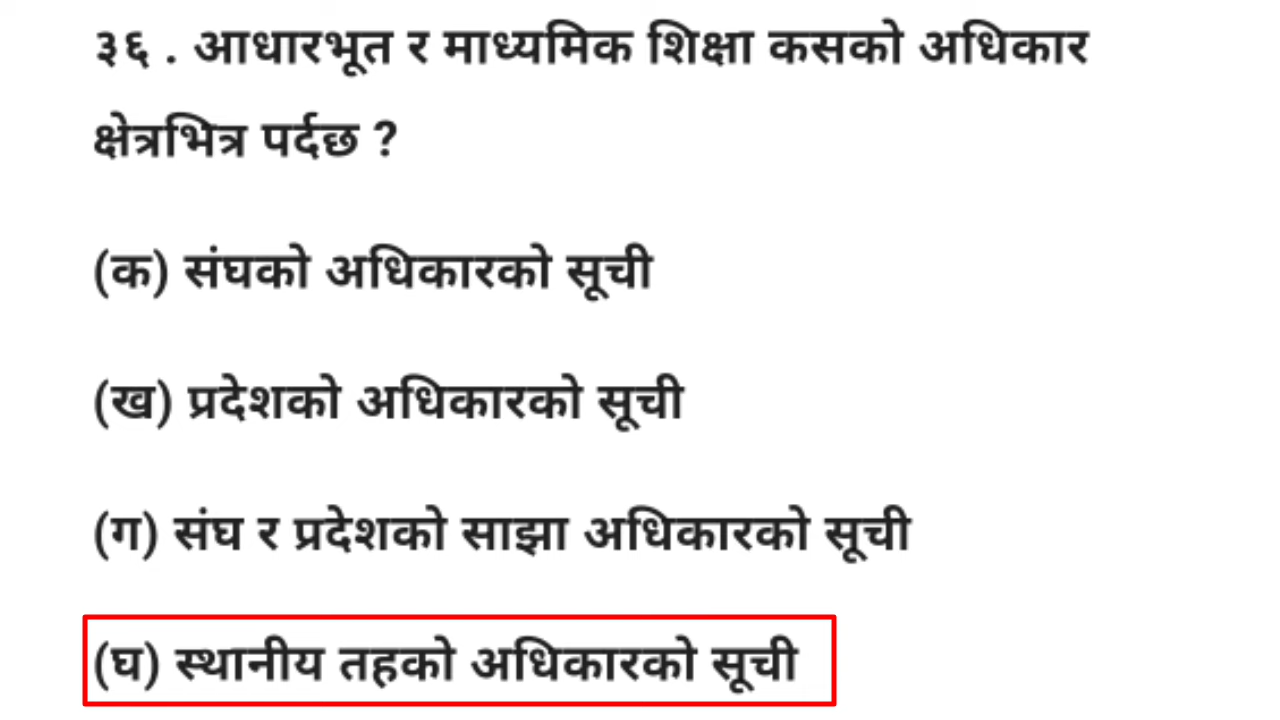 ३६ . आधारभूत र माध्यमिक शिक्षा कसको अधिकार
क्षेत्रभित्र पर्दछ ?
(क) संघको अधिकारको सूची
(ख) प्रदेशको अधिकारको सूची
(ग) संघ र प्रदेशको साझा अधिकारको सूची
(घ) स्थानीय तहको अधिकारको सूची